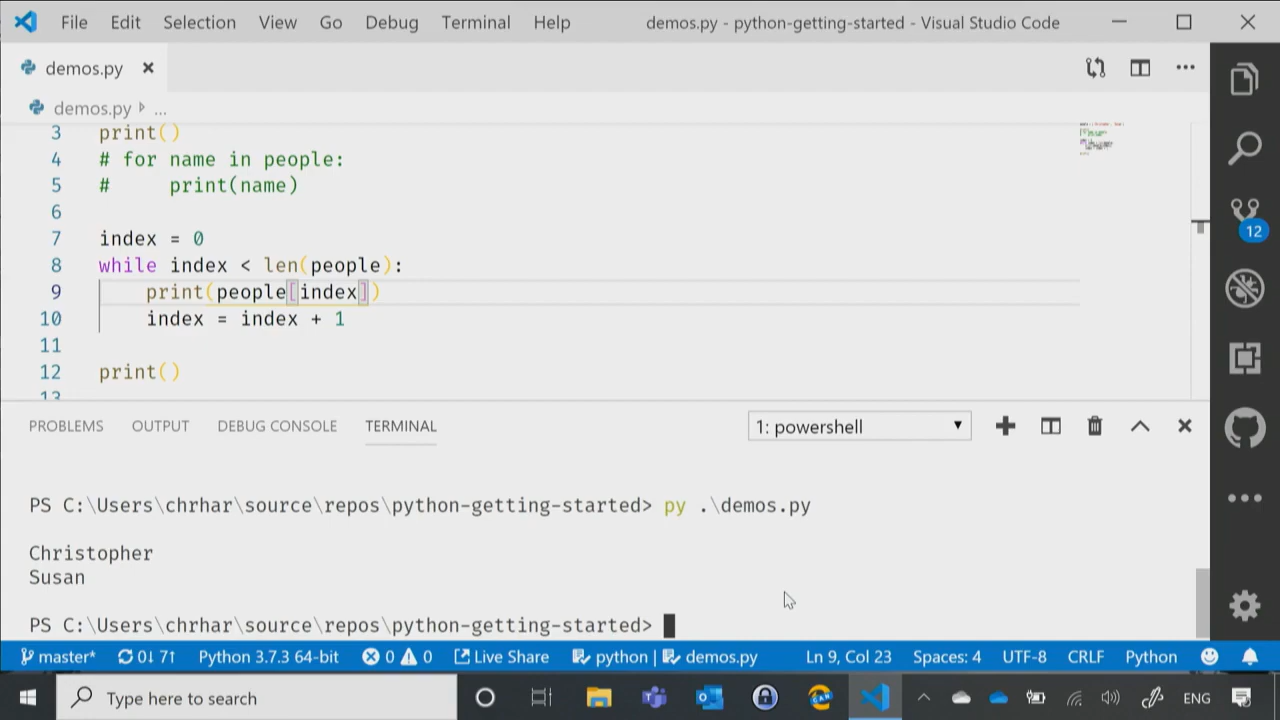 File Edit Selection View Go Debug Terminal Help demos.py - python-getting-started - Visual Studio Code
demos.py
demos.py ...
3 print()
4 # for name in people:
5 #     print(name)
6
7 index = 0
8 while index < len(people):
9     print(people[index])
10     index = index + 1
11
12 print()
13
12
PROBLEMS OUTPUT DEBUG CONSOLE TERMINAL 1: powershell
PS C:\Users\chrhar\source\repos\python-getting-started> py .\demos.py
Christopher
Susan
PS C:\Users\chrhar\source\repos\python-getting-started>
master* 0↓ 7↑ Python 3.7.3 64-bit 0 0 Live Share python | demos.py Ln 9, Col 23 Spaces: 4 UTF-8 CRLF Python
Type here to search ENG